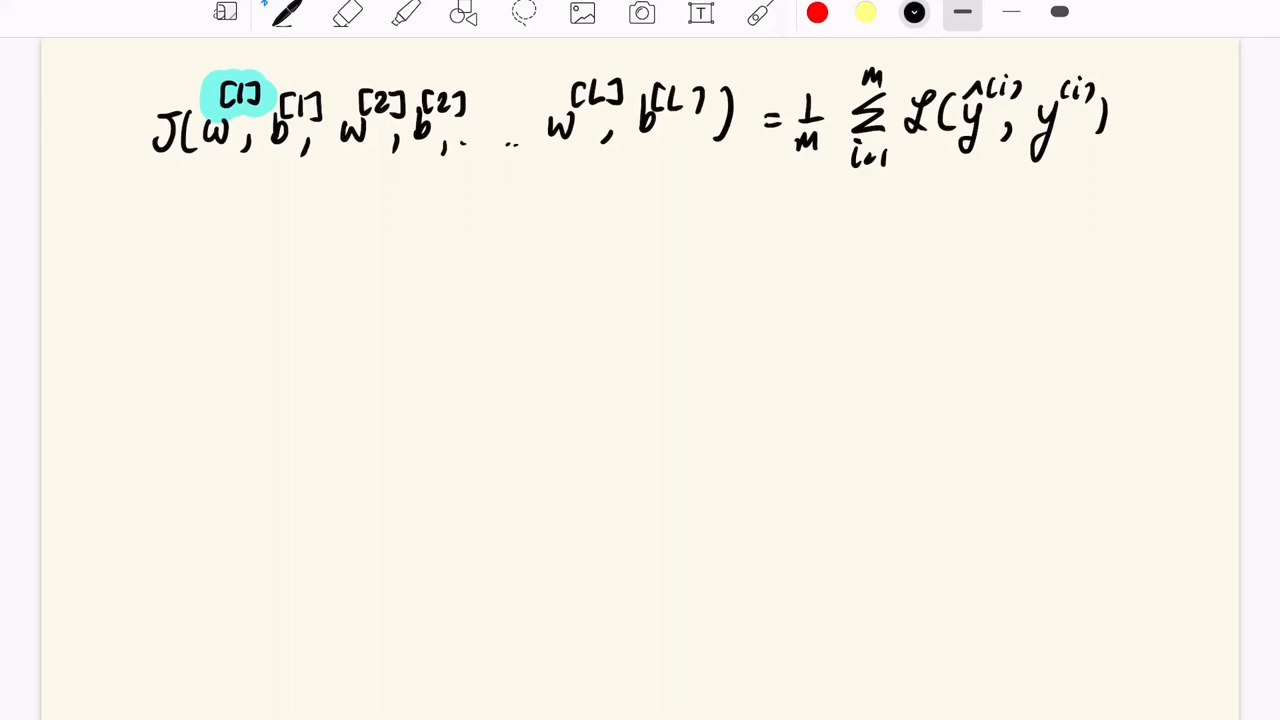 J(w^[1], b^[1], w^[2], b^[2], . .. w^[L], b^[L]) = 1/m Σ_{i=1}^{m} ℒ(ŷ^(i), y^(i))